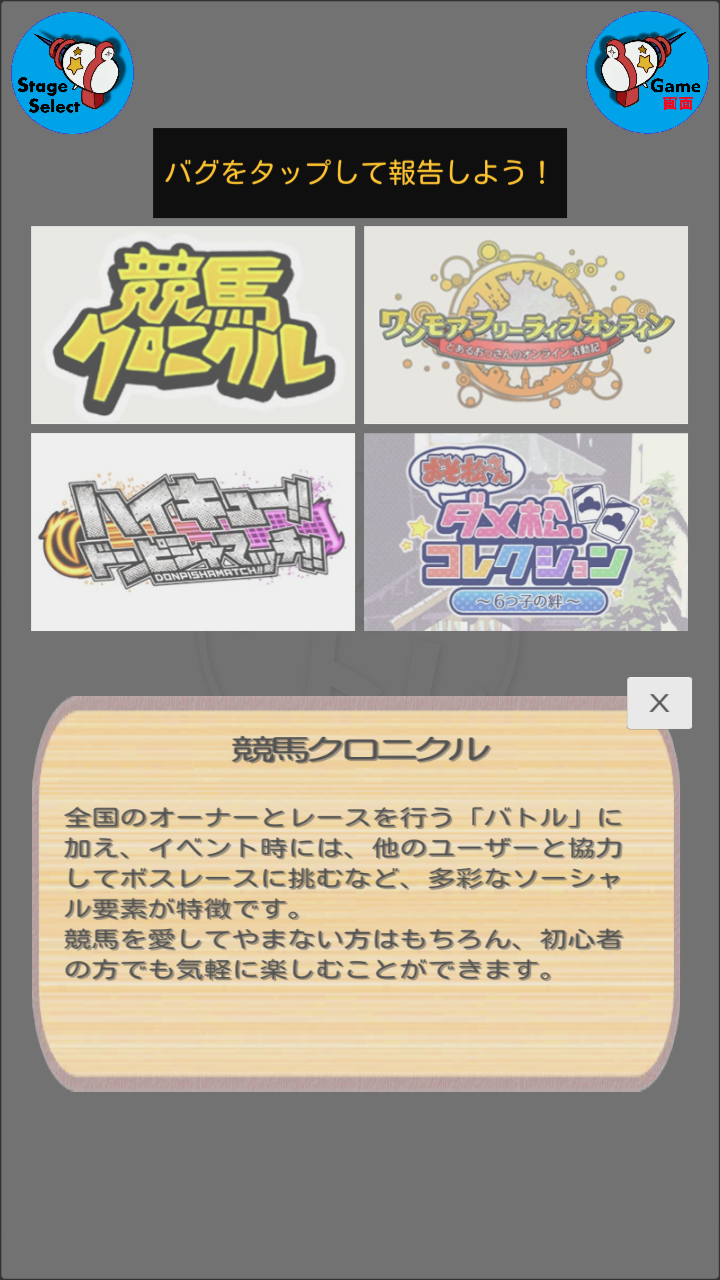 Stage
Select
Game
画面
バグをタップして報告しよう！
競馬
クロニクル
ワンモア・フリーライフ・オンライン
とあるおっさんのオンライン活動記
ハイキュー!!
ドンピシャマッチ!!
DONPISHAMATCH!!
おそ松さん
ダメ松.
コレクション
～6つ子の絆～
X
競馬クロニクル
全国のオーナーとレースを行う「バトル」に
加え、イベント時には、他のユーザーと協力
してボスレースに挑むなど、多彩なソーシャ
ル要素が特徴です。
競馬を愛してやまない方はもちろん、初心者
の方でも気軽に楽しむことができます。